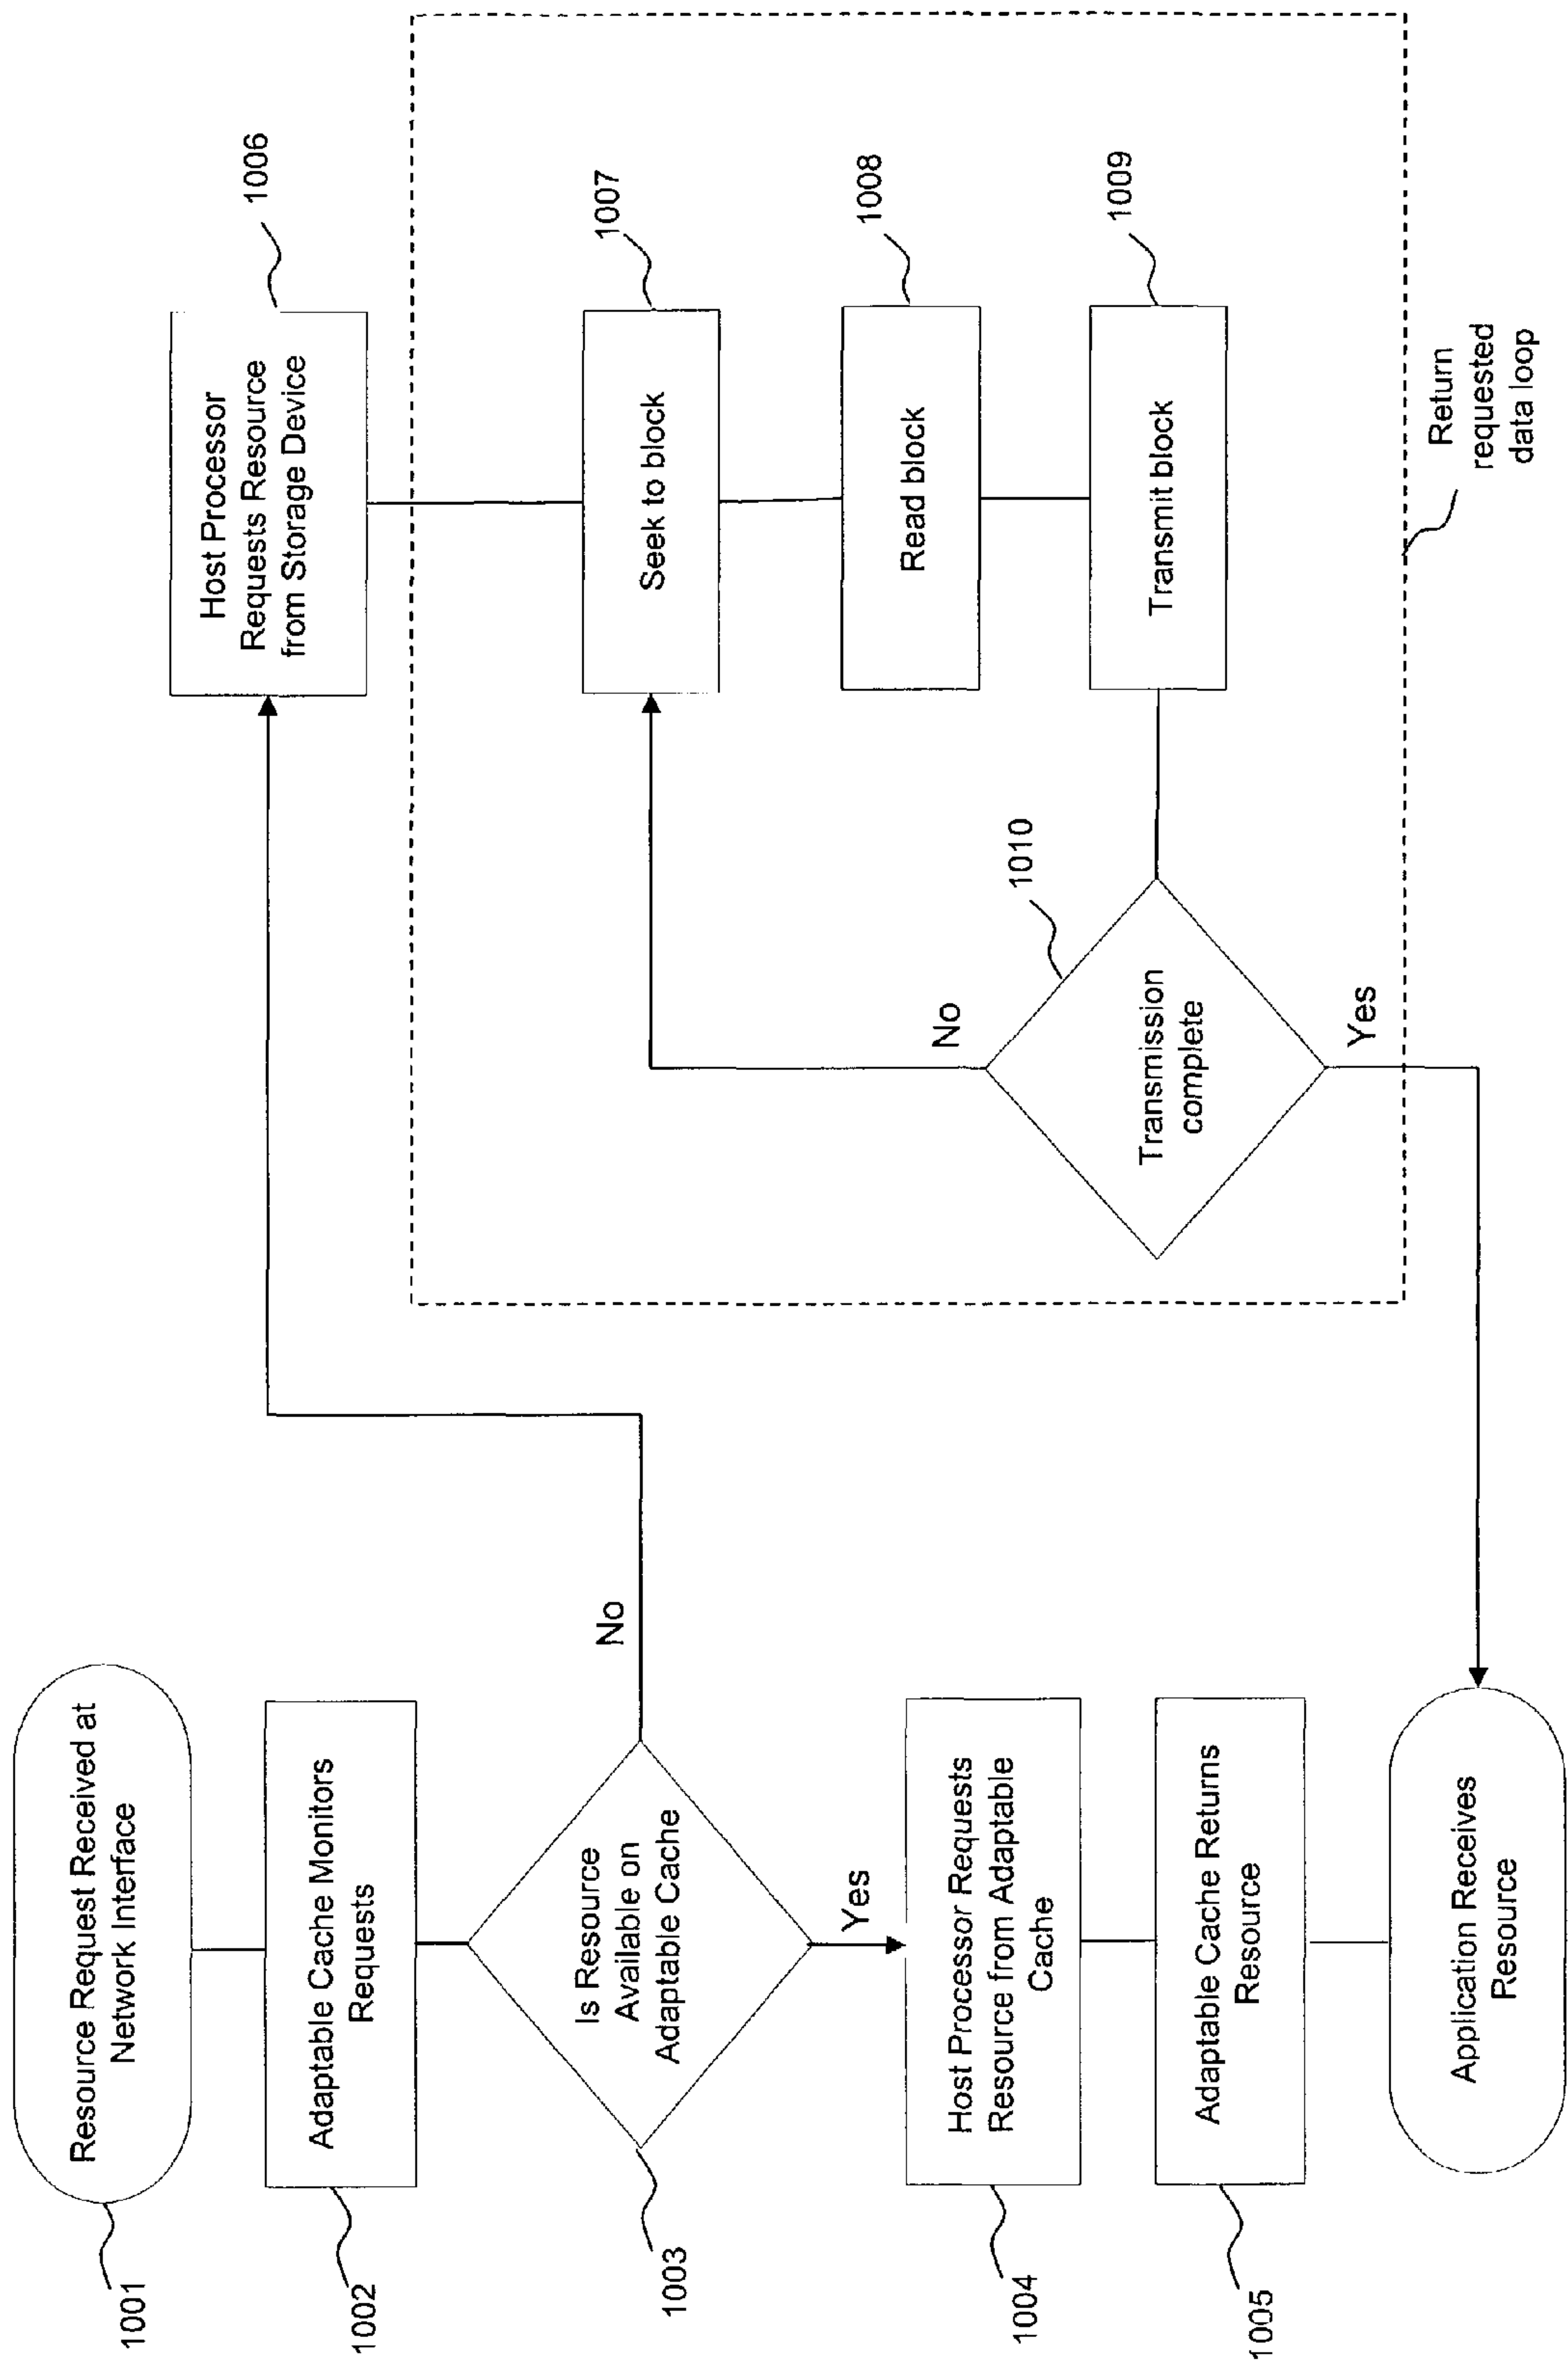 Resource Request Received at
Network Interface
1001
Adaptable Cache Monitors
Requests
1002
Is Resource
Available on
Adaptable Cache
1003
No
Yes
Host Processor Requests
Resource from Adaptable
Cache
1004
Adaptable Cache Returns
Resource
1005
Application Receives
Resource
Host Processor
Requests Resource
from Storage Device
1006
Seek to block
1007
Read block
1008
Transmit block
1009
Transmission
complete
1010
No
Yes
Return
requested
data loop